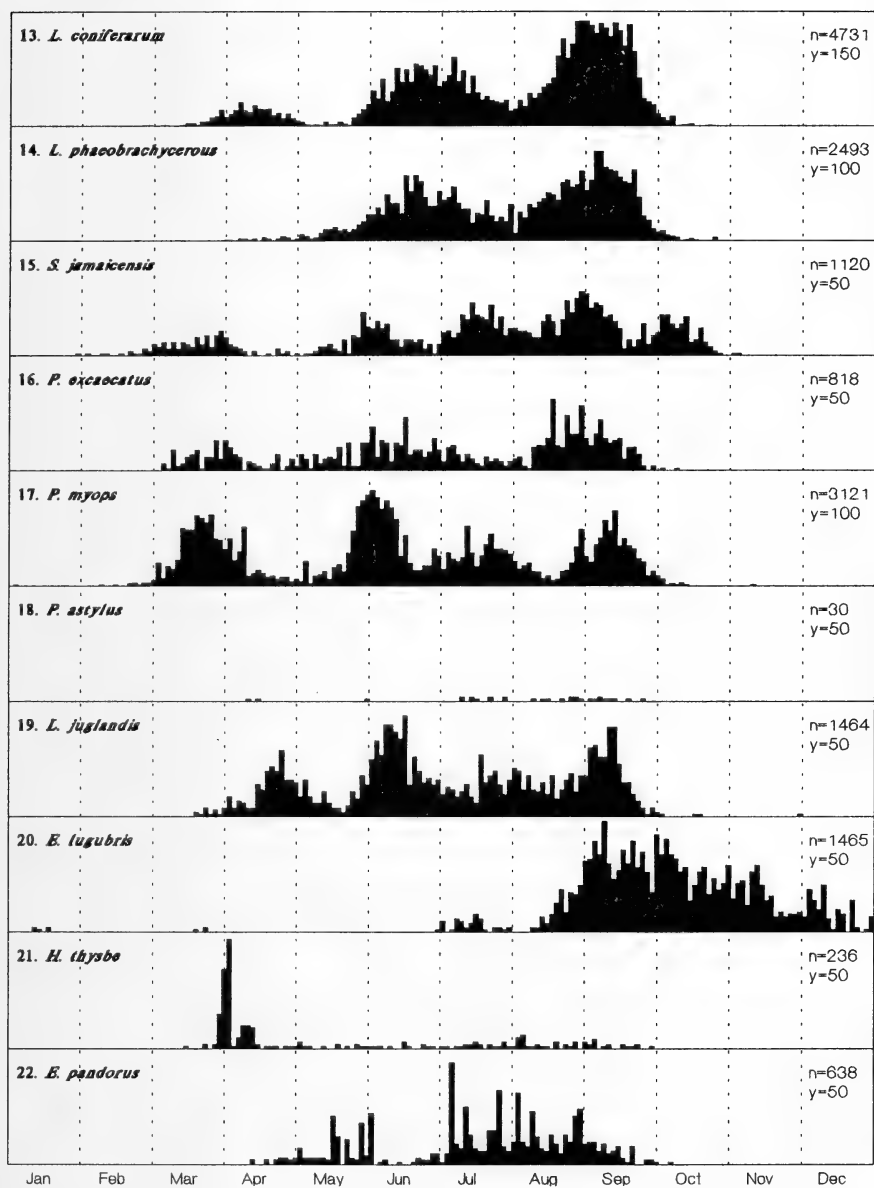 13. L. coniferarum
n=4731
y=150
14. L. phaeobrachycerous
n=2493
y=100
15. S. jamaicensis
n=1120
y=50
16. P. excaecatus
n=818
y=50
17. P. myops
n=3121
y=100
18. P. astylus
n=30
y=50
19. L. juglandis
n=1464
y=50
20. E. lugubris
n=1465
y=50
21. H. thysbe
n=236
y=50
22. E. pandorus
n=638
y=50
Jan Feb Mar Apr May Jun Jul Aug Sep Oct Nov Dec